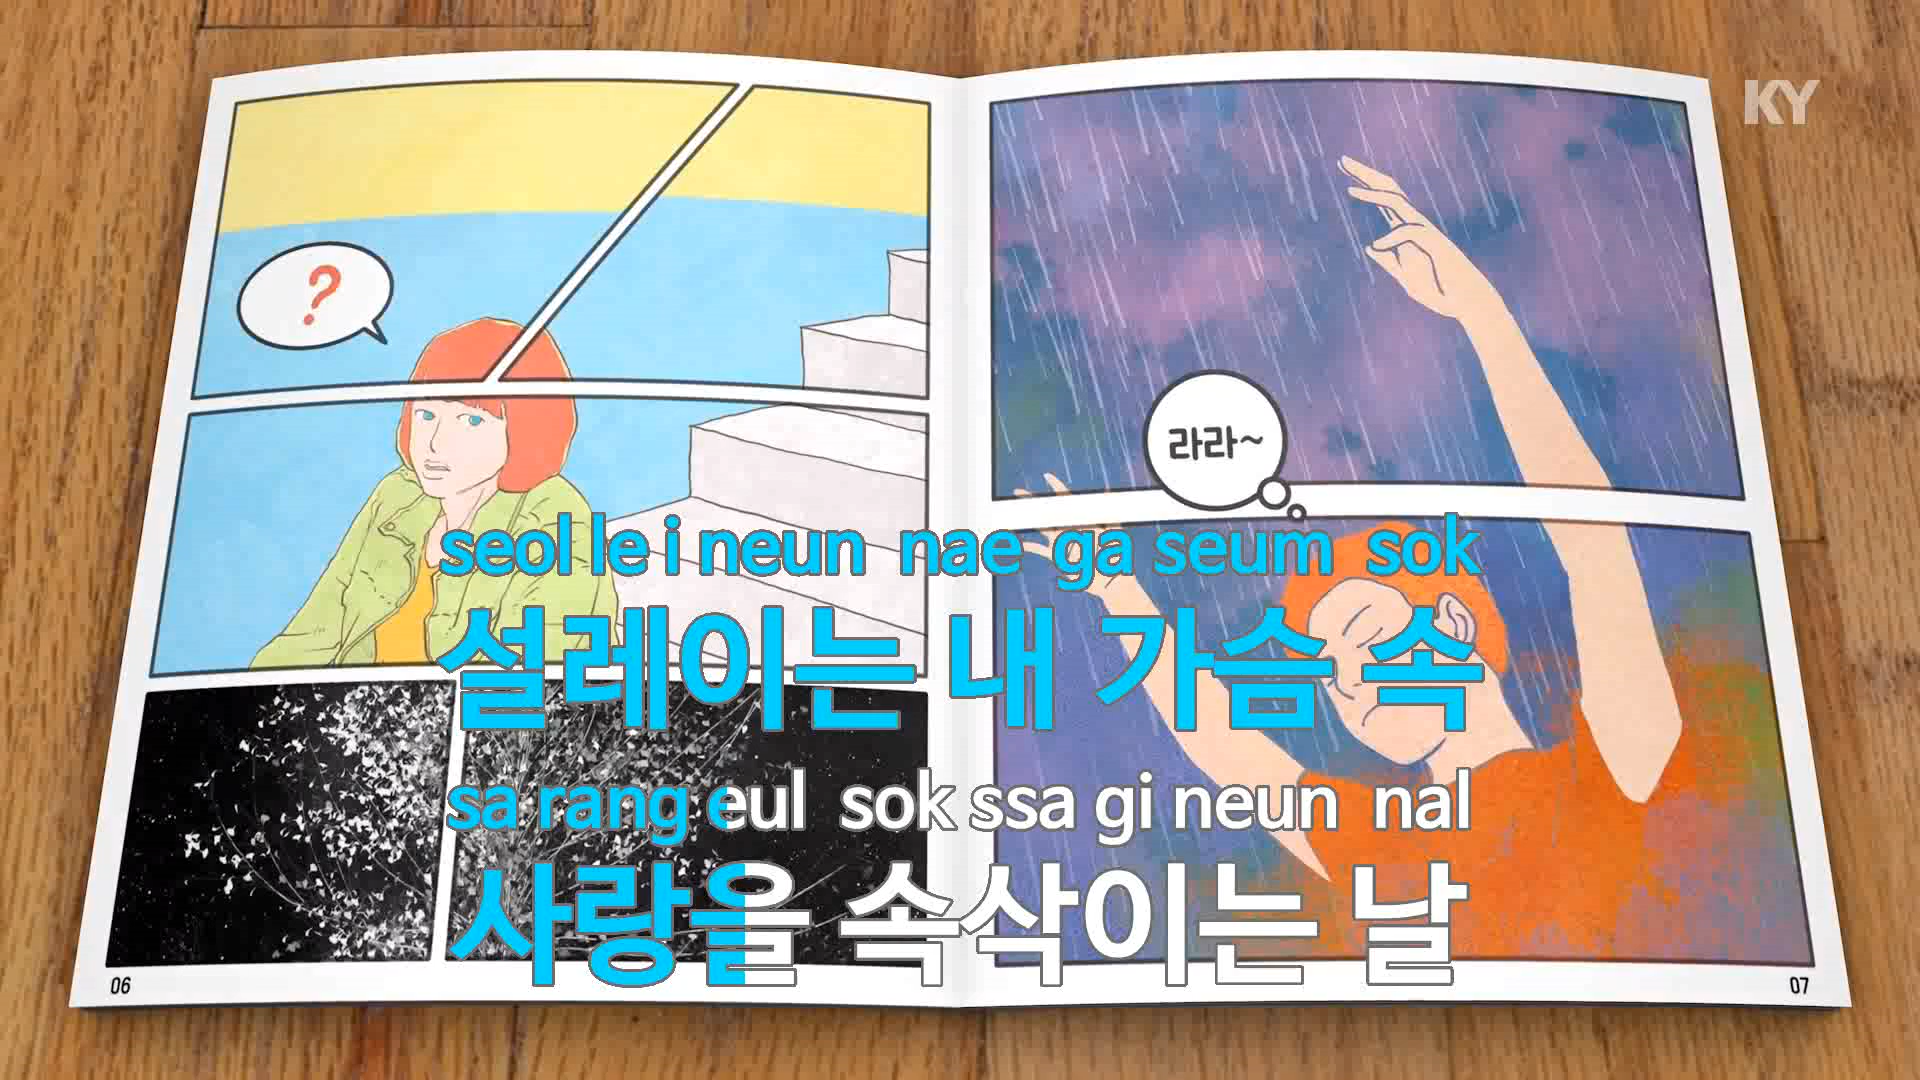 KY
?
라라~
seol le i neun nae ga seum sok
설레이는 내 가슴 속
sa rang eul sok ssa gi neun nal
사랑을 속삭이는 날
06
07